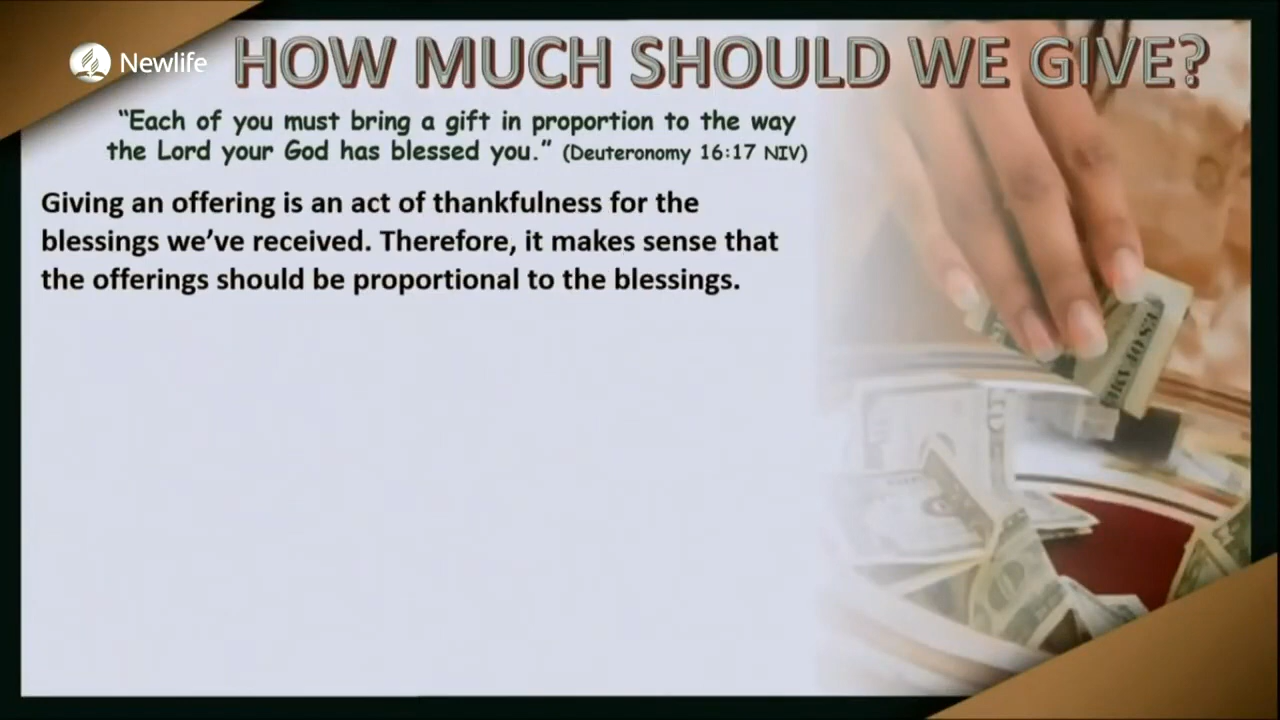 Newlife
HOW MUCH SHOULD WE GIVE?
“Each of you must bring a gift in proportion to the way
the Lord your God has blessed you.” (Deuteronomy 16:17 NIV)
Giving an offering is an act of thankfulness for the
blessings we’ve received. Therefore, it makes sense that
the offerings should be proportional to the blessings.